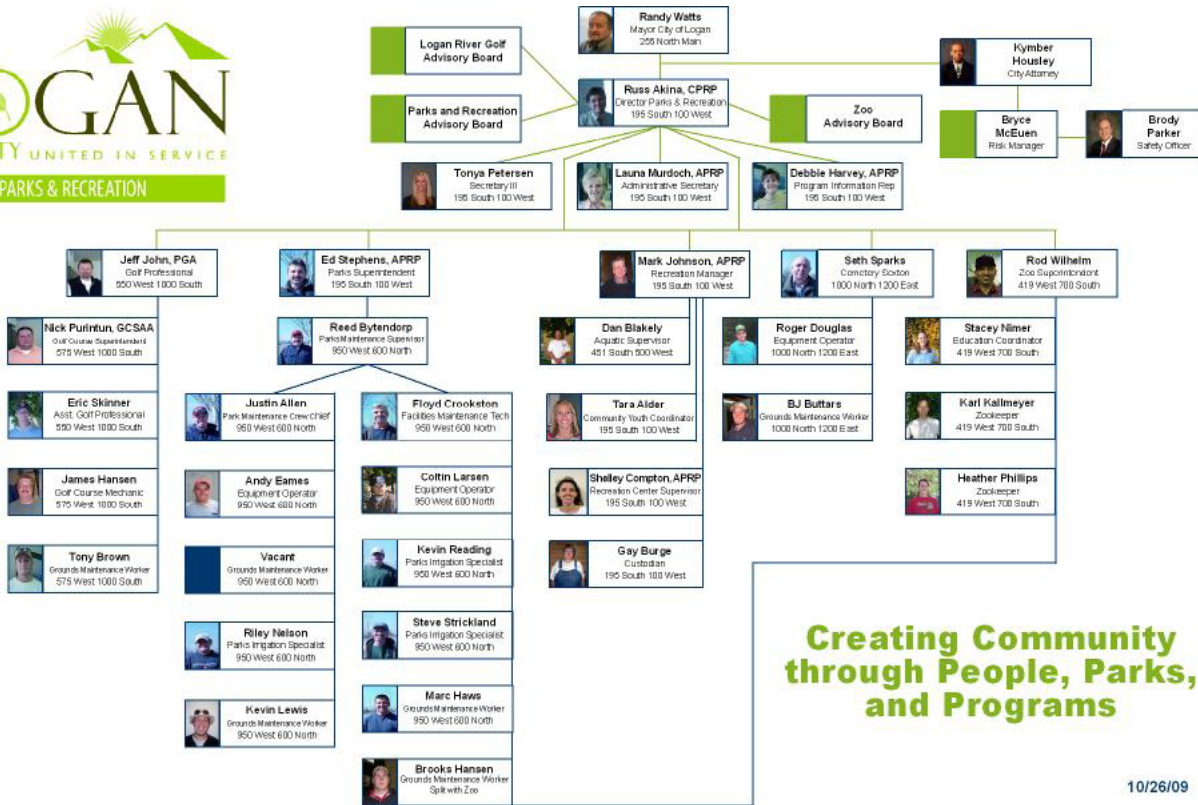 OGAN
TY UNITED IN SERVICE
PARKS & RECREATION
Logan River Golf
Advisory Board
Parks and Recreation
Advisory Board
Randy Watts
Mayor City of Logan
255 North Main
Russ Akina, CPRP
Director Parks & Recreation
195 South 100 West
Zoo
Advisory Board
Kymber
Housley
City Attorney
Bryce
McEuen
Risk Manager
Brody
Parker
Safety Officer
Tonya Petersen
Secretary III
195 South 100 West
Launa Murdoch, APRP
Administrative Secretary
195 South 100 West
Debbie Harvey, APRP
Program Information Rep
195 South 100 West
Jeff John, PGA
Golf Professional
550 West 1000 South
Ed Stephens, APRP
Parks Superintendent
195 South 100 West
Mark Johnson, APRP
Recreation Manager
195 South 100 West
Seth Sparks
Cemetery Sexton
1000 North 1200 East
Rod Wilhelm
Zoo Superintendent
419 West 700 South
Nick Purintun, GCSAA
Golf Course Superintendent
575 West 1000 South
Eric Skinner
Asst. Golf Professional
550 West 1000 South
James Hansen
Golf Course Mechanic
575 West 1000 South
Tony Brown
Grounds Maintenance Worker
575 West 1000 South
Reed Bytendorp
Parks Maintenance Supervisor
950 West 600 North
Justin Allen
Park Maintenance Crew Chief
950 West 600 North
Andy Eames
Equipment Operator
950 West 600 North
Vacant
Grounds Maintenance Worker
950 West 600 North
Riley Nelson
Parks Irrigation Specialist
950 West 600 North
Kevin Lewis
Grounds Maintenance Worker
950 West 600 North
Floyd Crookston
Facilities Maintenance Tech
950 West 600 North
Coltin Larsen
Equipment Operator
950 West 600 North
Kevin Reading
Parks Irrigation Specialist
950 West 600 North
Steve Strickland
Parks Irrigation Specialist
950 West 600 North
Marc Haws
Grounds Maintenance Worker
950 West 600 North
Brooks Hansen
Grounds Maintenance Worker
Split with Zoo
Dan Blakely
Aquatic Supervisor
451 South 500 West
Tara Alder
Community Youth Coordinator
195 South 100 West
Shelley Compton, APRP
Recreation Center Supervisor
195 South 100 West
Gay Burge
Custodian
195 South 100 West
Roger Douglas
Equipment Operator
1000 North 1200 East
BJ Buttars
Grounds Maintenance Worker
1000 North 1200 East
Stacey Nimer
Education Coordinator
419 West 700 South
Karl Kallmeyer
Zookeeper
419 West 700 South
Heather Phillips
Zookeeper
419 West 700 South
Creating Community
through People, Parks,
and Programs
10/26/09